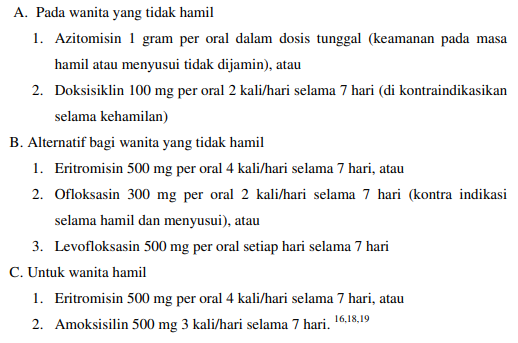 A. Pada wanita yang tidak hamil
1. Azitomisin 1 gram per oral dalam dosis tunggal (keamanan pada masa
hamil atau menyusui tidak dijamin), atau
2. Doksisiklin 100 mg per oral 2 kali/hari selama 7 hari (di kontraindikasikan
selama kehamilan)
B. Alternatif bagi wanita yang tidak hamil
1. Eritromisin 500 mg per oral 4 kali/hari selama 7 hari, atau
2. Ofloksasin 300 mg per oral 2 kali/hari selama 7 hari (kontra indikasi
selama hamil dan menyusui), atau
3. Levofloksasin 500 mg per oral setiap hari selama 7 hari
C. Untuk wanita hamil
1. Eritromisin 500 mg per oral 4 kali/hari selama 7 hari, atau
2. Amoksisilin 500 mg 3 kali/hari selama 7 hari. 16,18,19